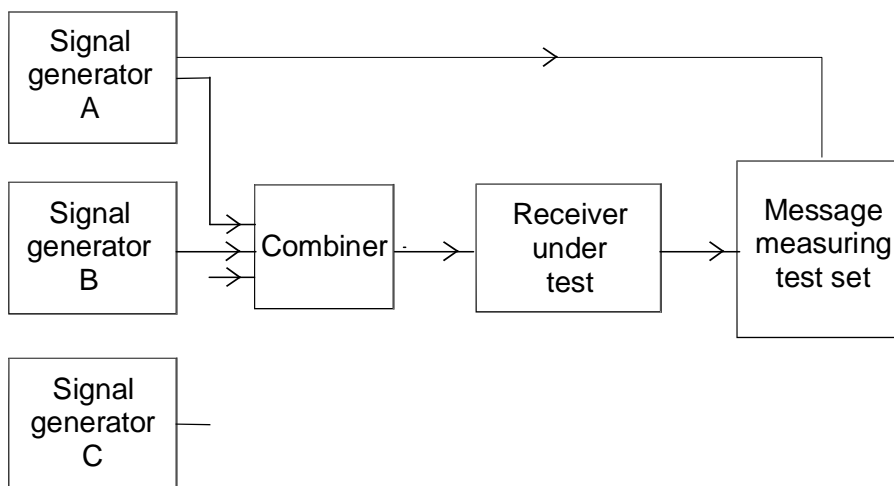 Signal
generator
A
Signal
generator
B
Combiner
Receiver
under
test
Message
measuring
test set
Signal
generator
C